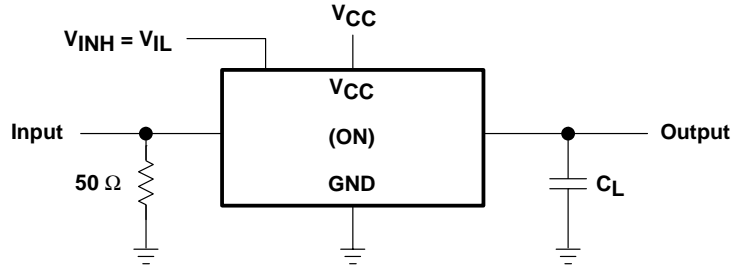 VCC
VINH = VIL
VCC
Input
(ON)
Output
50 Ω
GND
CL